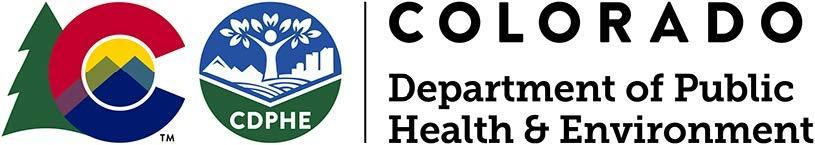 TM
CDPHE
COLORADO
Department of Public
Health & Environment